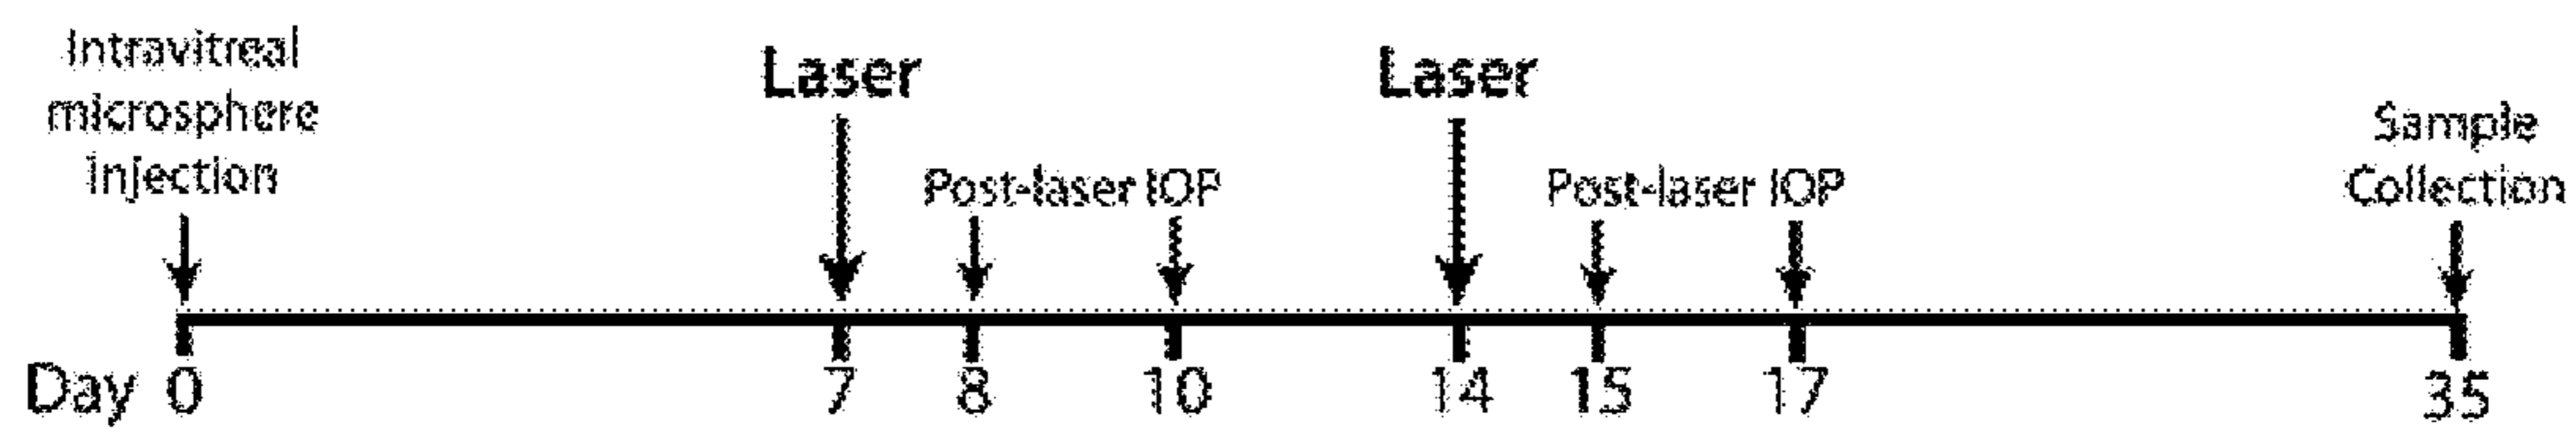 Intravitreal
microsphere
injection
Laser
Post-laser IOP
Laser
Post-laser IOP
Sample
Collection
Day 0 7 8 10 14 15 17 35